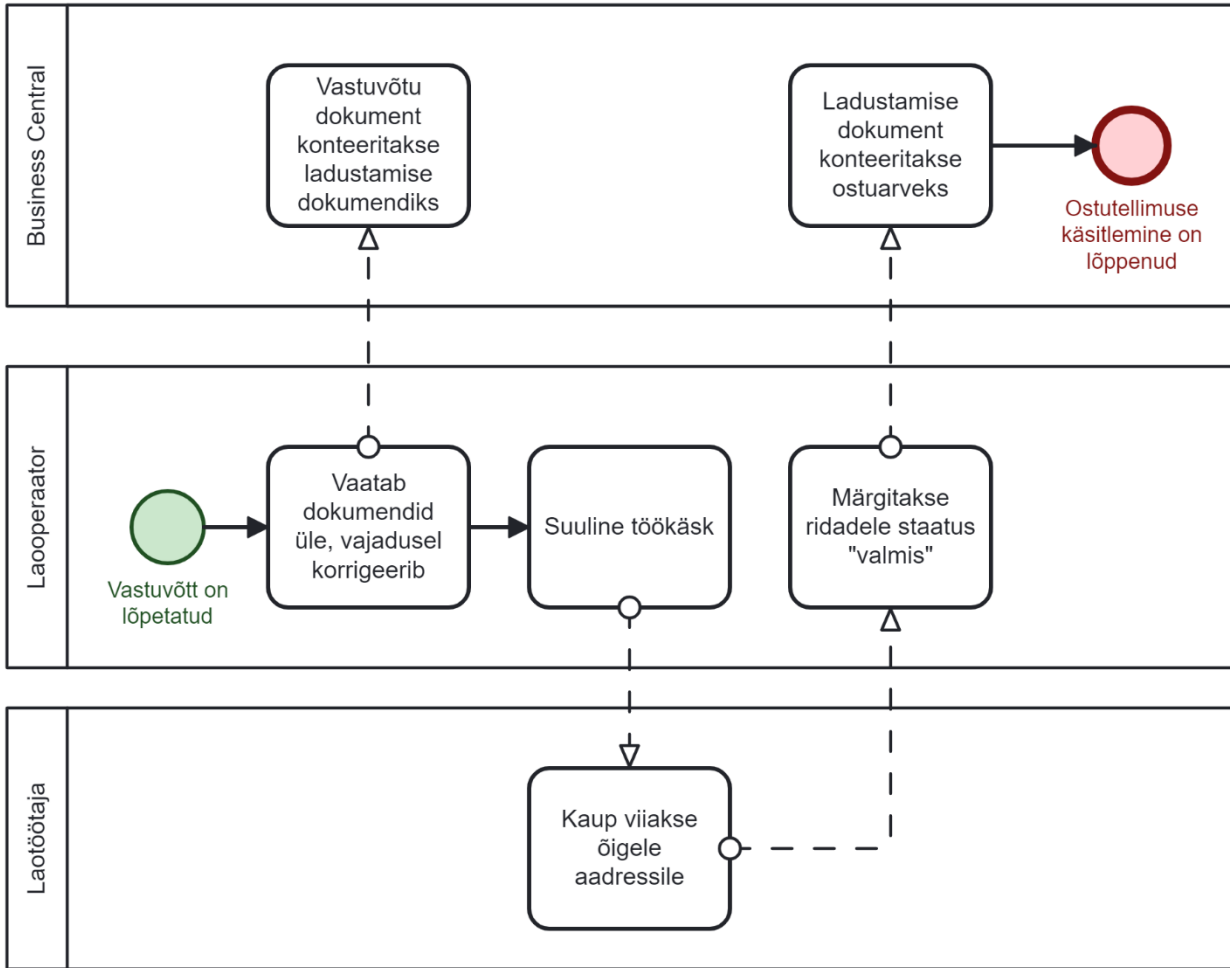 Business Central
Vastuvõtu
dokument
konteeritakse
ladustamise
dokumendiks
Ladustamise
dokument
konteeritakse
ostuarveks
Ostutellimuse
käsitlemine on
lõppenud
Laooperaator
Vastuvõtt on
lõpetatud
Vaatab
dokumendid
üle, vajadusel
korrigeerib
Suuline töökäsk
Märgitakse
ridadele staatus
"valmis"
Laotöötaja
Kaup viiakse
õigele
aadressile